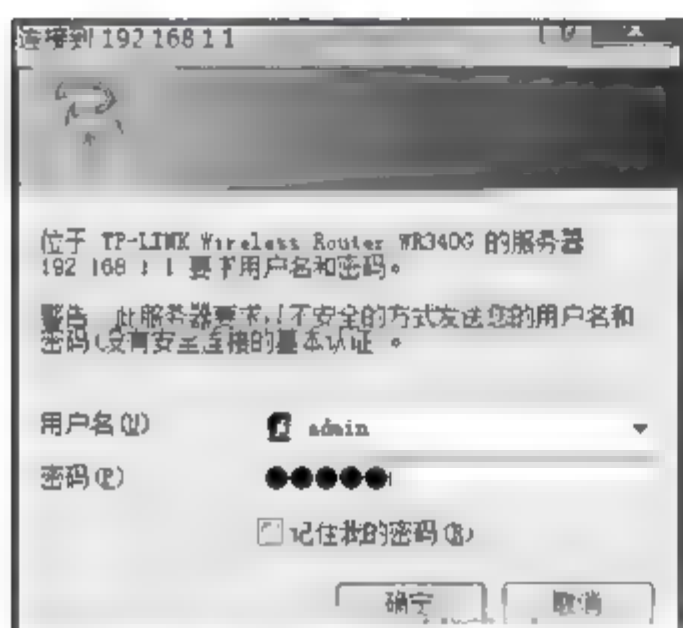 连接到 192 168 1 1
位于 TP-LINK Wireless Router WR340G 的服务器
192 168 1 1 要求用户名和密码。
警告 此服务器要求以不安全的方式发送您的用户名和
密码(没有安全连接的基本认证 。
用户名(U)
admin
密码(P)
记住我的密码(R)
确定
取消